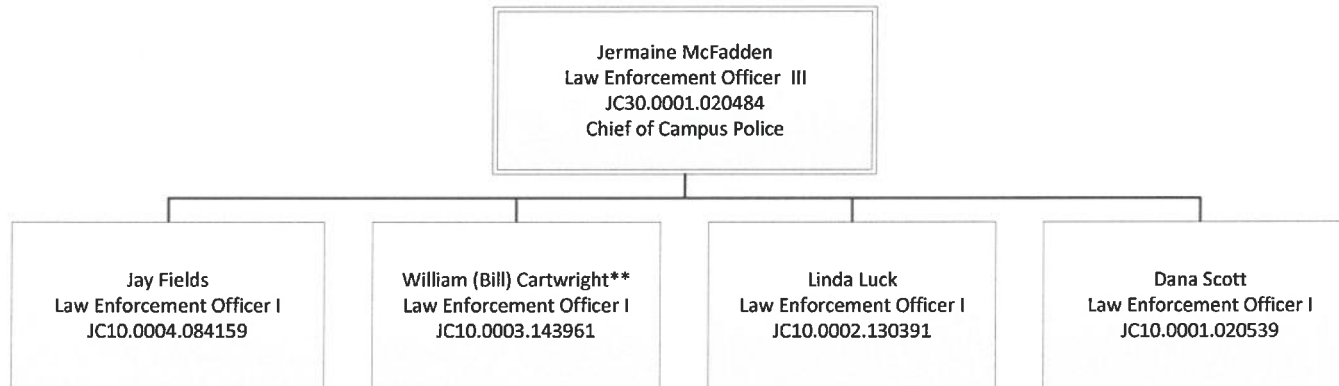 Jermaine McFadden
Law Enforcement Officer III
JC30.0001.020484
Chief of Campus Police
Jay Fields
Law Enforcement Officer I
JC10.0004.084159
William (Bill) Cartwright**
Law Enforcement Officer I
JC10.0003.143961
Linda Luck
Law Enforcement Officer I
JC10.0002.130391
Dana Scott
Law Enforcement Officer I
JC10.0001.020539